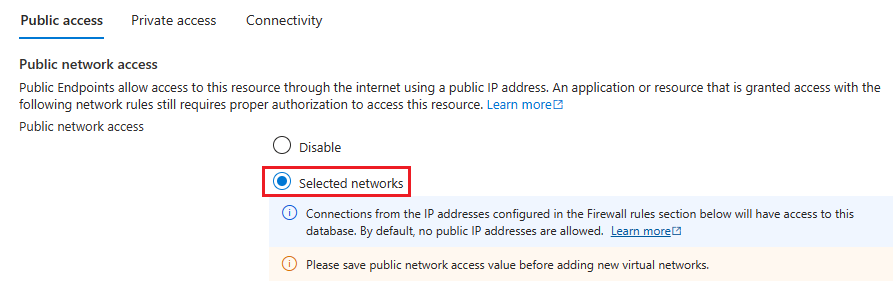 Public access Private access Connectivity
Public network access
Public Endpoints allow access to this resource through the internet using a public IP address. An application or resource that is granted access with the
following network rules still requires proper authorization to access this resource. Learn more
Public network access
Disable
Selected networks
Connections from the IP addresses configured in the Firewall rules section below will have access to this
database. By default, no public IP addresses are allowed. Learn more
Please save public network access value before adding new virtual networks.